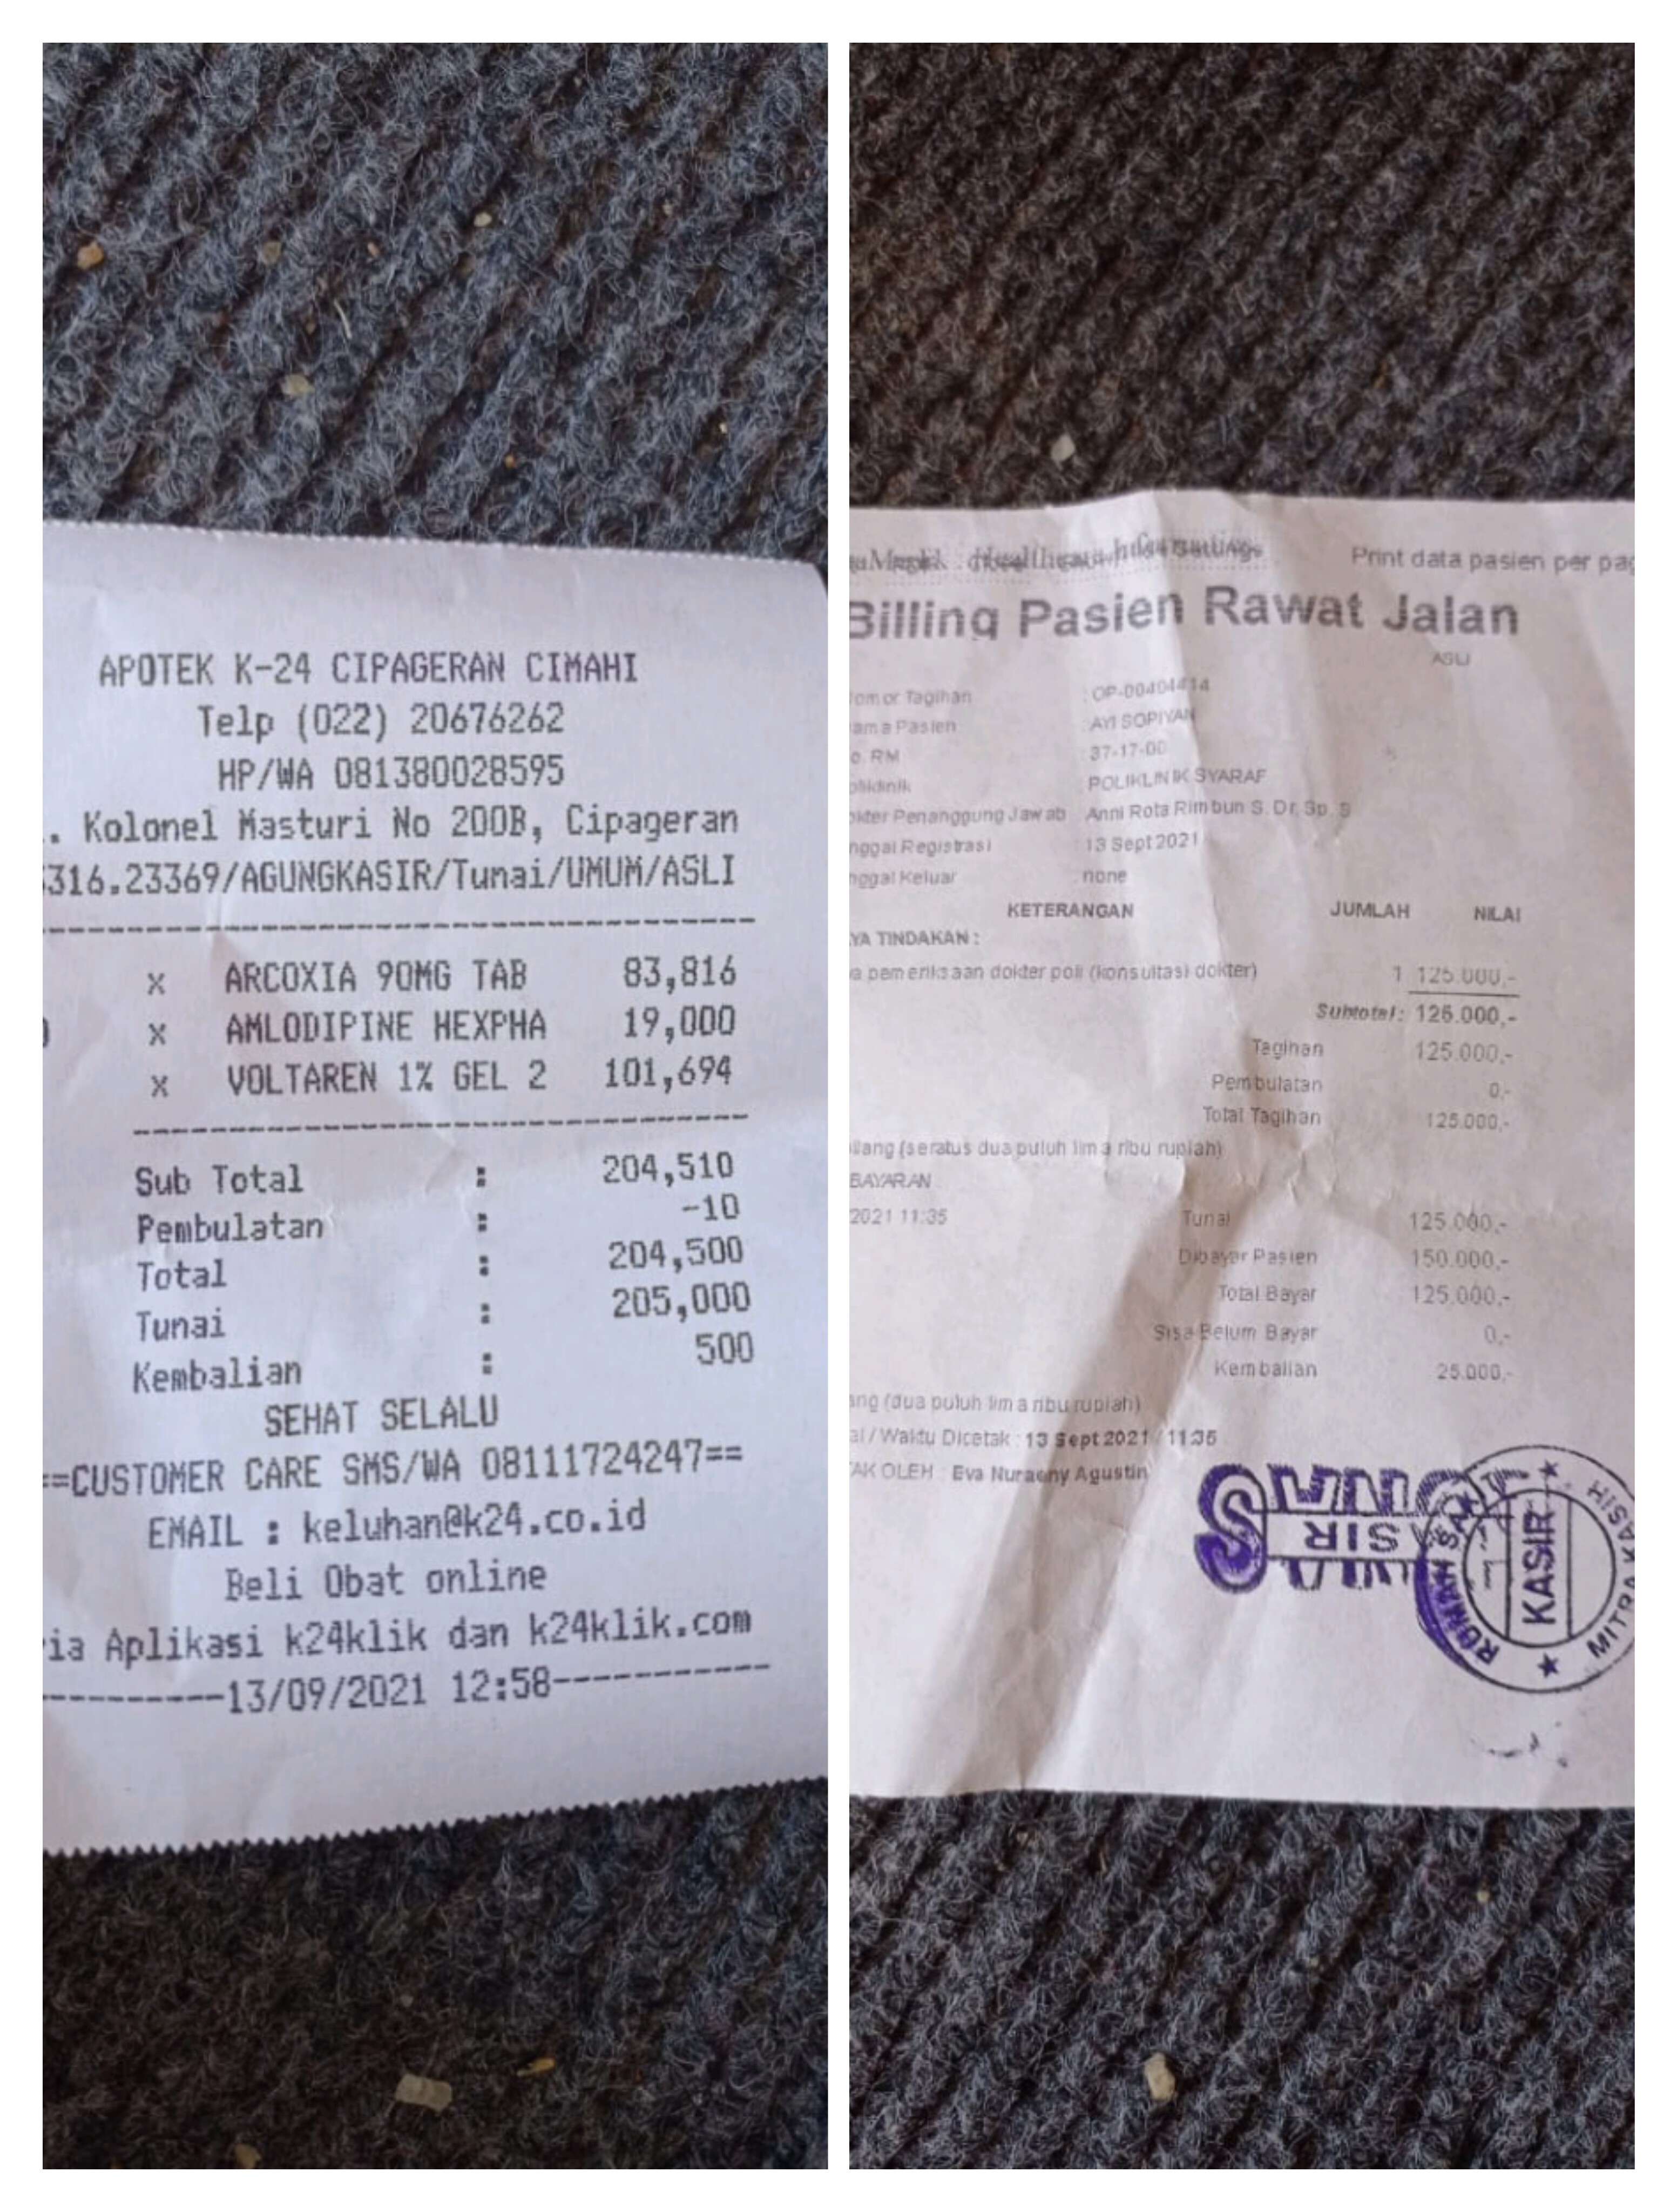 APOTEK K-24 CIPAGERAN CIMAHI
Telp (022) 20676262
HP/WA 081380028595
. Kolonel Masturi No 200B, Cipageran
316.23369/AGUNGKASIR/Tunai/UMUM/ASLI
x ARCOXIA 90MG TAB 83,816
x AMLODIPINE HEXPHA 19,000
x VOLTAREN 1% GEL 2 101,694
Sub Total : 204,510
Pembulatan : -10
Total : 204,500
Tunai : 205,000
Kembalian : 500
SEHAT SELALU
==CUSTOMER CARE SMS/WA 08111724247==
EMAIL : keluhan@k24.co.id
Beli Obat online
ia Aplikasi k24klik dan k24klik.com
----------13/09/2021 12:58-----------
Print data pasien per pag
Billing Pasien Rawat Jalan
ASLI
omor Tagihan : OP-00404414
ama Pasien : AYI SOPIYAN
o. RM : 37-17-00
oliklinik : POLIKLINIK SYARAF
okter Penanggung Jawab : Anni Rota Rimbun S. Dr. Sp. S
nggal Registrasi : 13 Sept 2021
nggal Keluar : none
KETERANGAN JUMLAH NILAI
YA TINDAKAN :
a pemeriksaan dokter poli (konsultasi dokter) 1 125.000,-
Subtotal : 125.000,-
Tagihan 125.000,-
Pembulatan 0,-
Total Tagihan 125.000,-
ilang (seratus dua puluh lima ribu rupiah)
BAYARAN
2021 11:35 Tunai 125.000,-
Dibayar Pasien 150.000,-
Total Bayar 125.000,-
Sisa Belum Bayar 0,-
Kembalian 25.000,-
ang (dua puluh lima ribu rupiah)
al / Waktu Dicetak : 13 Sept 2021 / 11:35
AK OLEH : Eva Nuraeny Agustin
RUMAH SAKIT
KASIR
MITRA KASIH